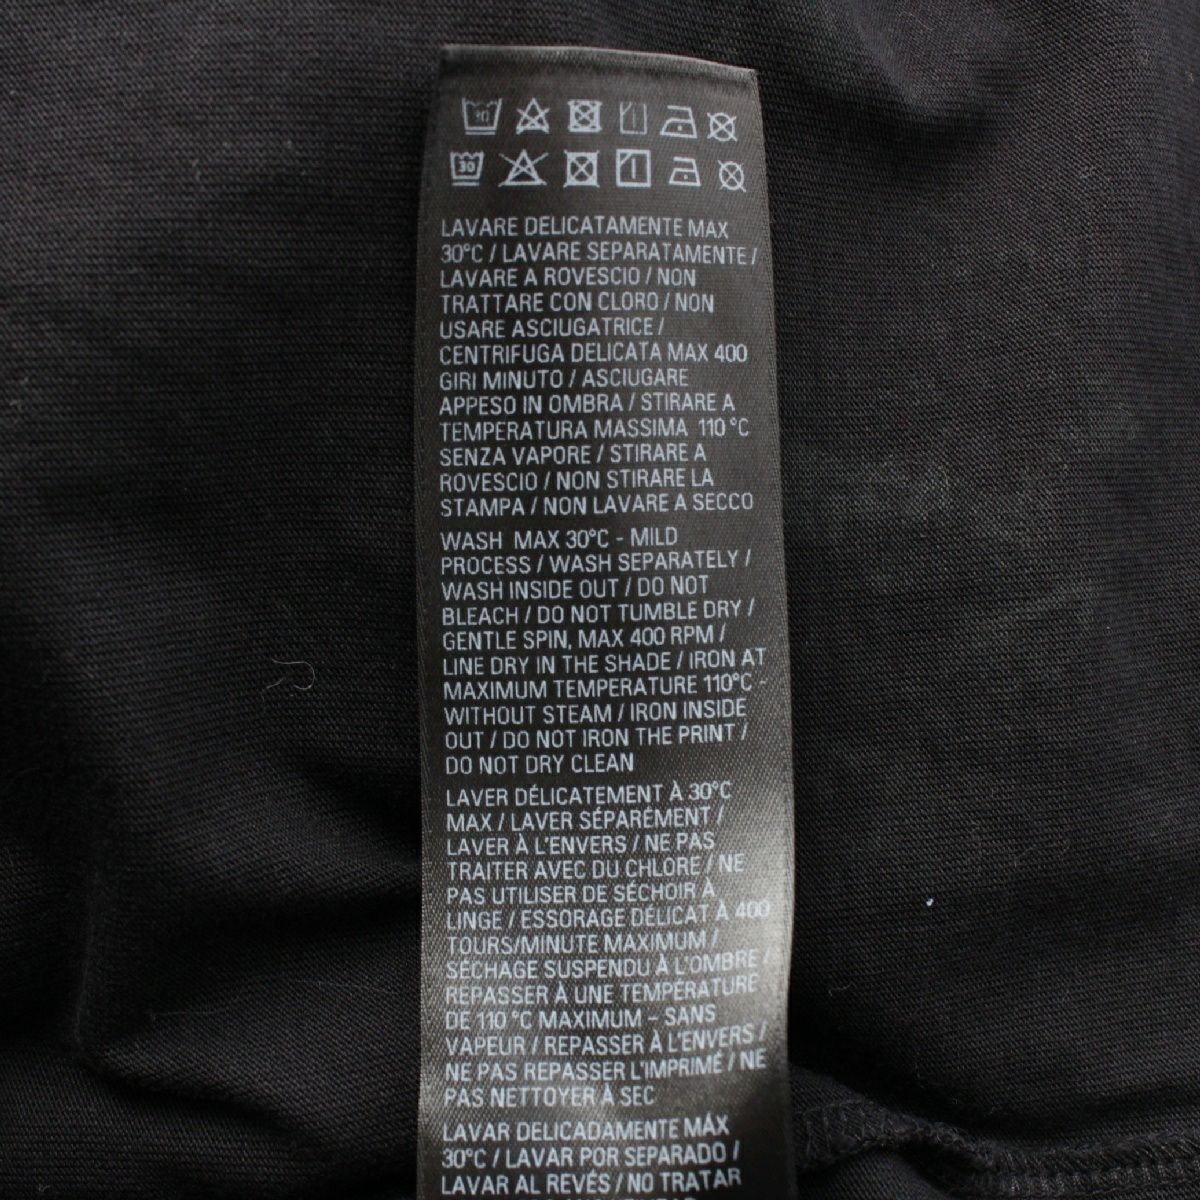 30
30
LAVARE DELICATAMENTE MAX
30°C / LAVARE SEPARATAMENTE /
LAVARE A ROVESCIO / NON
TRATTARE CON CLORO / NON
USARE ASCIUGATRICE /
CENTRIFUGA DELICATA MAX 400
GIRI MINUTO / ASCIUGARE
APPESO IN OMBRA / STIRARE A
TEMPERATURA MASSIMA 110 °C
SENZA VAPORE / STIRARE A
ROVESCIO / NON STIRARE LA
STAMPA / NON LAVARE A SECCO
WASH MAX 30°C - MILD
PROCESS / WASH SEPARATELY /
WASH INSIDE OUT / DO NOT
BLEACH / DO NOT TUMBLE DRY /
GENTLE SPIN, MAX 400 RPM /
LINE DRY IN THE SHADE / IRON AT
MAXIMUM TEMPERATURE 110°C -
WITHOUT STEAM / IRON INSIDE
OUT / DO NOT IRON THE PRINT /
DO NOT DRY CLEAN
LAVER DÉLICATEMENT À 30°C
MAX / LAVER SÉPARÉMENT /
LAVER À L'ENVERS / NE PAS
TRAITER AVEC DU CHLORE / NE
PAS UTILISER DE SÉCHOIR À
LINGE / ESSORAGE DÉLICAT À 400
TOURS/MINUTE MAXIMUM /
SÉCHAGE SUSPENDU À L'OMBRE /
REPASSER À UNE TEMPÉRATURE
DE 110 °C MAXIMUM – SANS
VAPEUR / REPASSER À L'ENVERS /
NE PAS REPASSER L'IMPRIMÉ / NE
PAS NETTOYER À SEC
LAVAR DELICADAMENTE MÁX
30°C / LAVAR POR SEPARADO /
LAVAR AL REVÉS / NO TRATAR